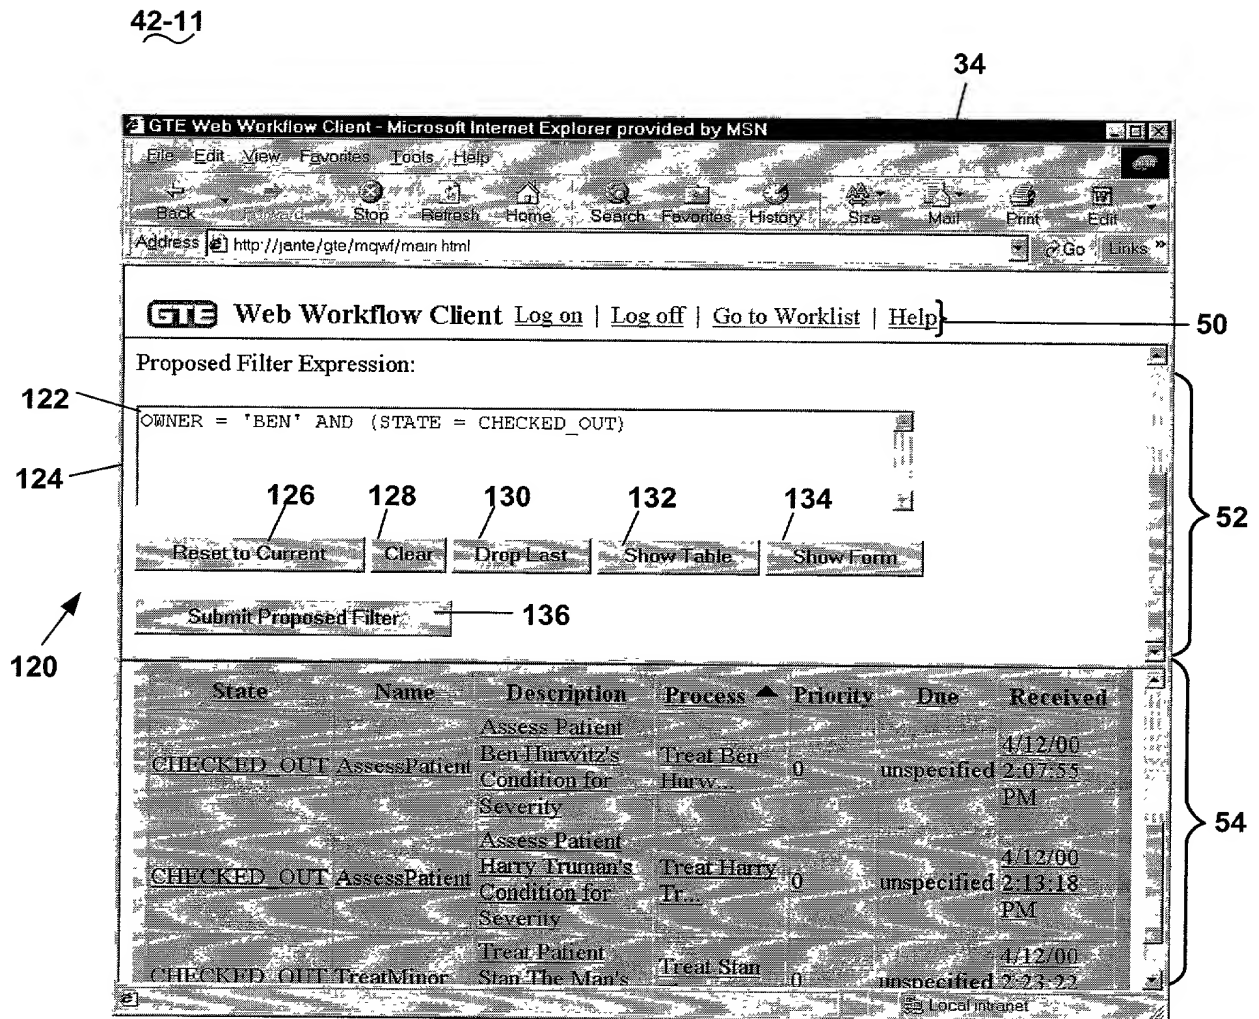 42-11
34
GTE Web Workflow Client - Microsoft Internet Explorer provided by MSN
File Edit View Favorites Tools Help
Back Forward Stop Refresh Home Search Favorites History Size Mail Print Edit
Address http://jante/gte/mqwf/main html Go Links »
GTE Web Workflow Client Log on | Log off | Go to Worklist | Help
50
Proposed Filter Expression:
122
OWNER = 'BEN' AND (STATE = CHECKED_OUT)
124
126 128 130 132 134
52
Reset to Current Clear Drop Last Show Table Show Form
Submit Proposed Filter
136
120
State Name Description Process Priority Due Received
CHECKED_OUT AssessPatient Assess Patient Ben Hurwitz's Condition for Severity Treat Ben Hurw... 0 unspecified 4/12/00 2:07:55 PM
54
CHECKED_OUT AssessPatient Assess Patient Harry Truman's Condition for Severity Treat Harry Tr... 0 unspecified 4/12/00 2:13:18 PM
CHECKED_OUT TreatMinor Treat Patient Stan The Man's Treat Stan 0 unspecified 4/12/00 2:23:22
Local intranet